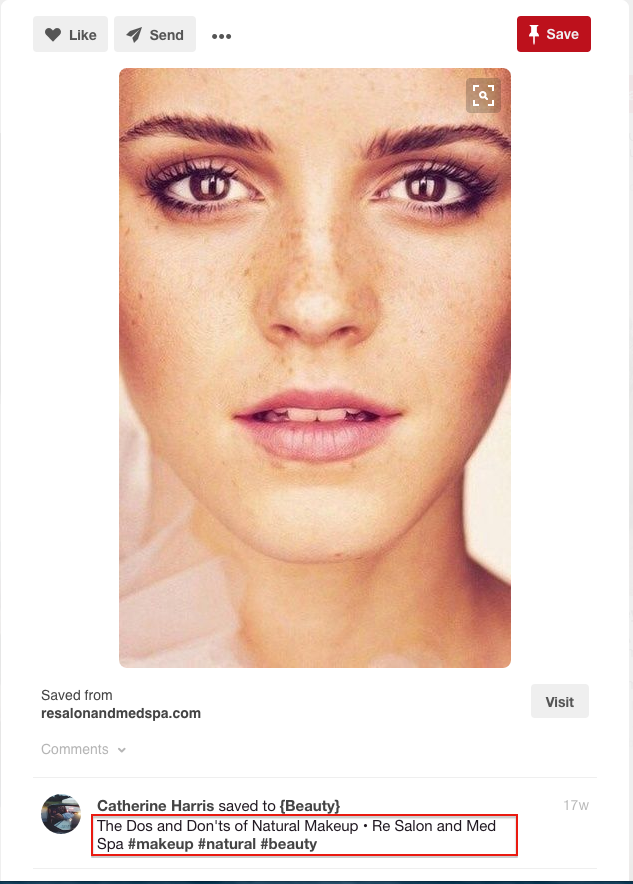 Like Send ••• Save
Saved from
resalonandmedspa.com
Visit
Comments
Catherine Harris saved to {Beauty} 17w
The Dos and Don'ts of Natural Makeup • Re Salon and Med
Spa #makeup #natural #beauty